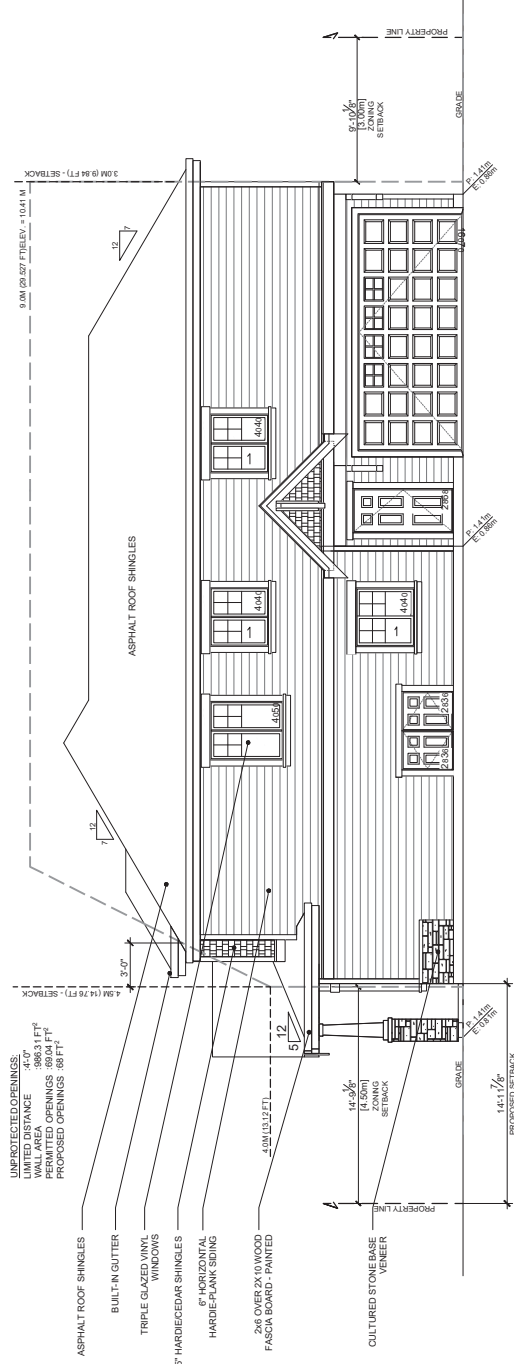 UNPROTECTED OPENINGS:
LIMITED DISTANCE :4'-0"
WALL AREA :986.31 FT²
PERMITTED OPENINGS :69.04 FT²
PROPOSED OPENINGS :68 FT²
ASPHALT ROOF SHINGLES
BUILT-IN GUTTER
TRIPLE GLAZED VINYL
WINDOWS
5" HARDIE/CEDAR SHINGLES
6" HORIZONTAL
HARDIE-PLANK SIDING
2x6 OVER 2X10 WOOD
FASCIA BOARD - PAINTED
CULTURED STONE BASE
VENEER
9.0M (29.527 FT)ELEV. = 10.41 M
3.0M (9.84 FT) - SETBACK
4.5M (14.76 FT) - SETBACK
4.0M (13.12 FT)
3'-0"
12
7
12
7
12
5
ASPHALT ROOF SHINGLES
4050
4040
1
4040
1
4040
1
2836
2836
2868
16070
14'-9 1/8"
[4.50m]
ZONING
SETBACK
PROPERTY LINE
GRADE
14'-11 7/8"
PROPOSED SETBACK
9'-10 1/8"
[3.00m]
ZONING
SETBACK
PROPERTY LINE
GRADE
P: 1.41m
E: 0.81m
P: 1.41m
E: 0.86m
P: 1.41m
E: 0.86m